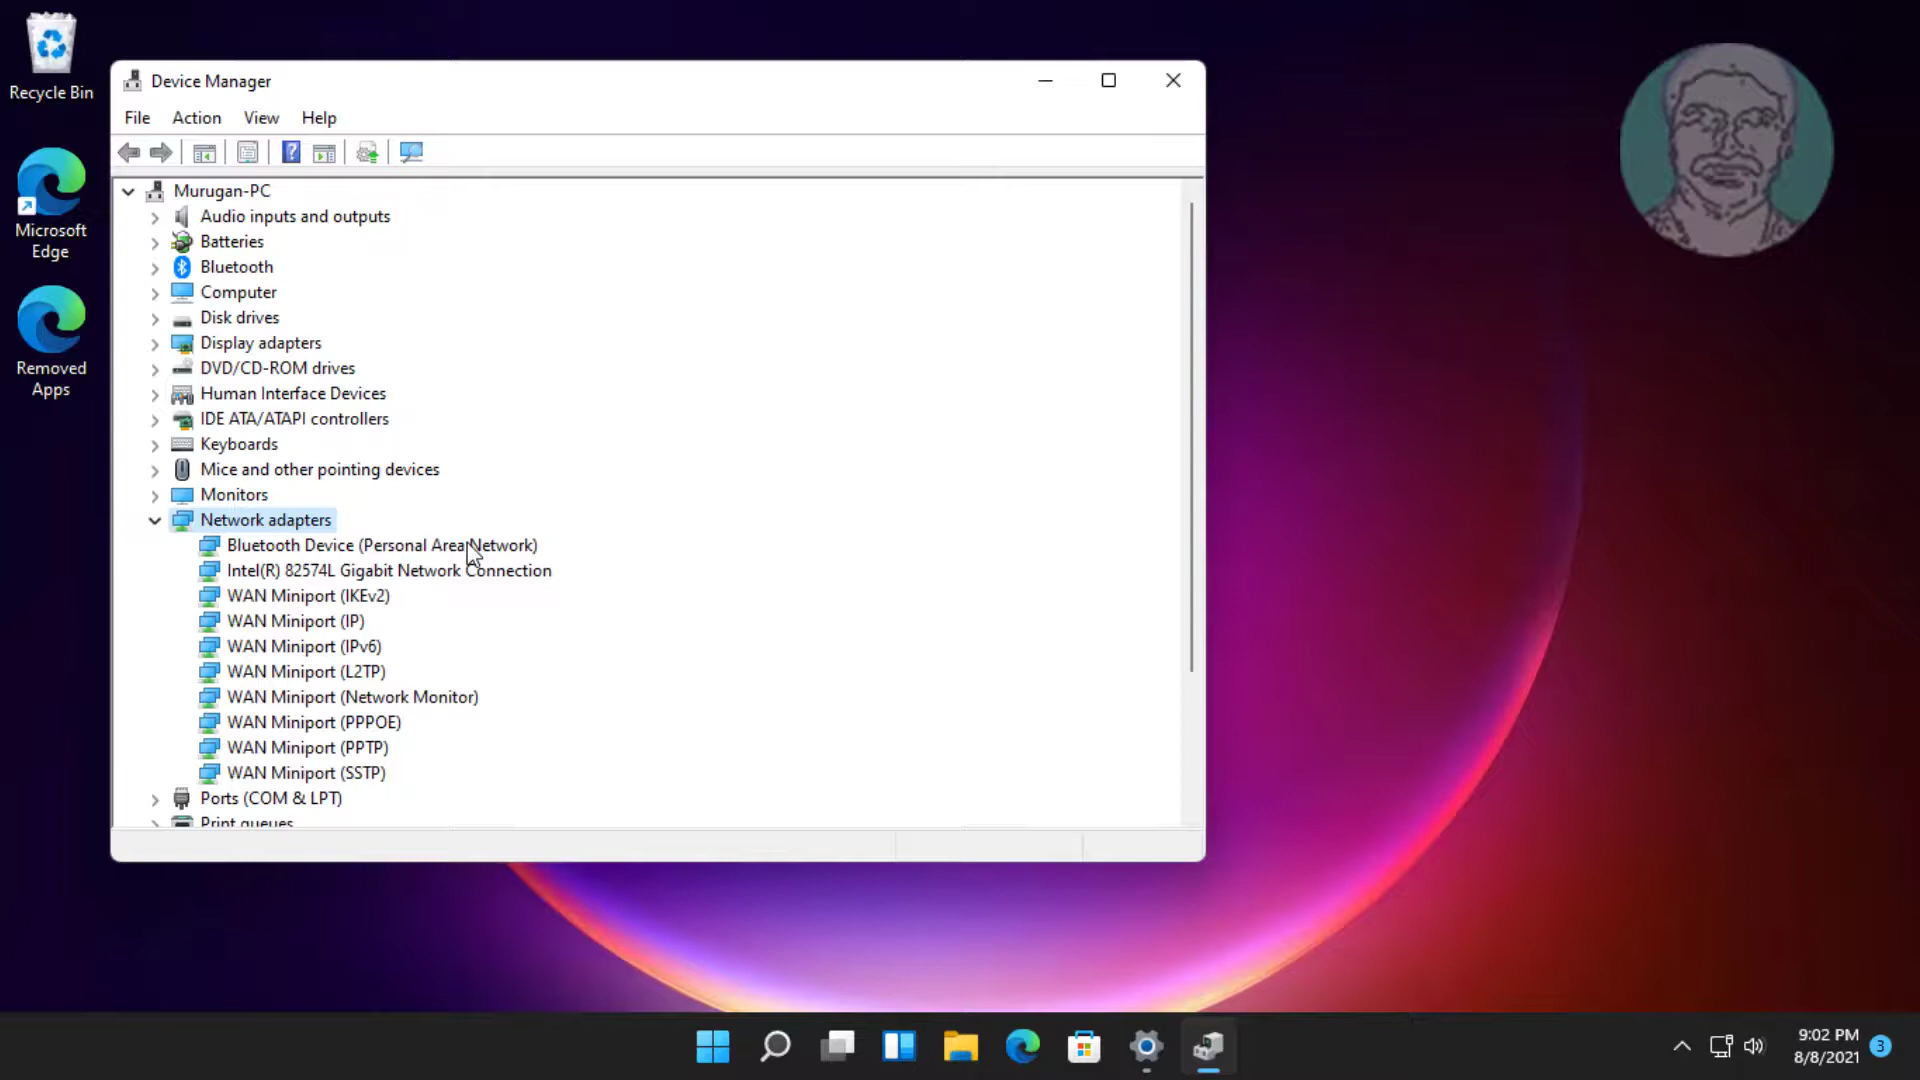 Recycle Bin
Microsoft
Edge
Removed
Apps
Device Manager
File Action View Help
Murugan-PC
Audio inputs and outputs
Batteries
Bluetooth
Computer
Disk drives
Display adapters
DVD/CD-ROM drives
Human Interface Devices
IDE ATA/ATAPI controllers
Keyboards
Mice and other pointing devices
Monitors
Network adapters
Bluetooth Device (Personal Area Network)
Intel(R) 82574L Gigabit Network Connection
WAN Miniport (IKEv2)
WAN Miniport (IP)
WAN Miniport (IPv6)
WAN Miniport (L2TP)
WAN Miniport (Network Monitor)
WAN Miniport (PPPOE)
WAN Miniport (PPTP)
WAN Miniport (SSTP)
Ports (COM & LPT)
Print queues
9:02 PM
8/8/2021
3